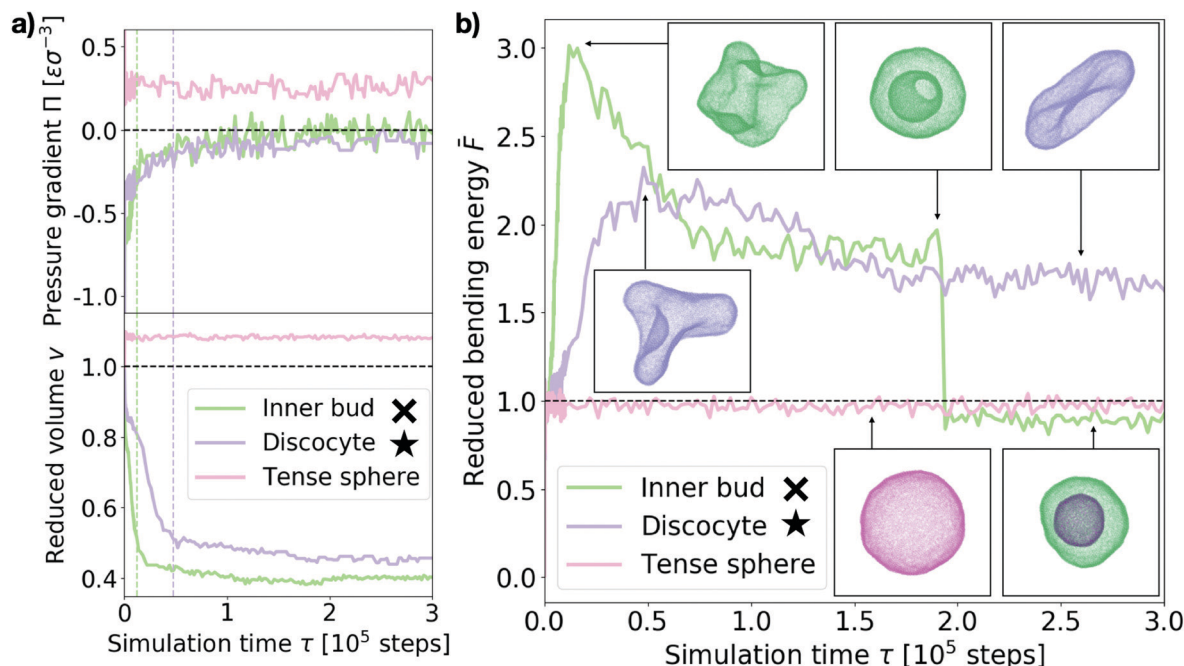 a)
Pressure gradient Π [εσ⁻³]
0.5
0.0
-0.5
-1.0
Reduced volume v
1.0
0.8
0.6
0.4
Inner bud
Discocyte
Tense sphere
0 1 2 3
Simulation time τ [10⁵ steps]
b)
Reduced bending energy F̄
3.0
2.5
2.0
1.5
1.0
0.5
0.0
Inner bud
Discocyte
Tense sphere
0.0 0.5 1.0 1.5 2.0 2.5 3.0
Simulation time τ [10⁵ steps]